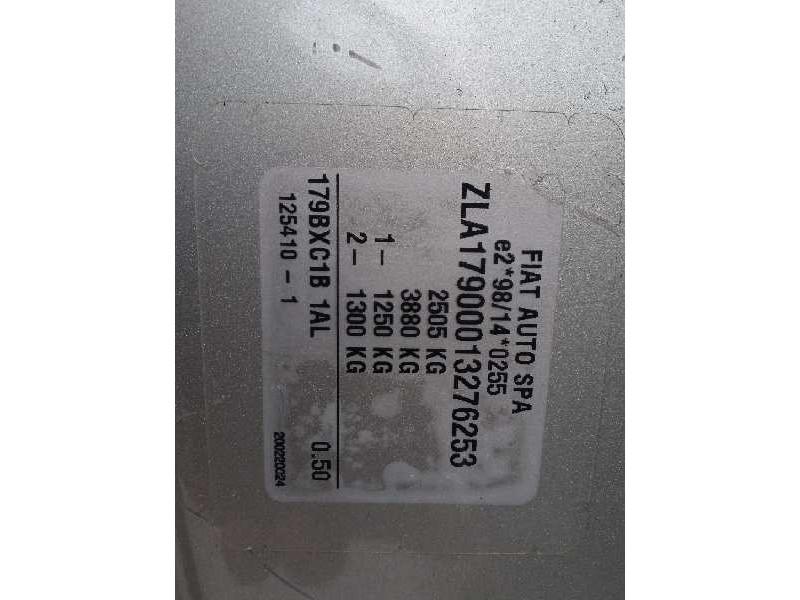 FIAT AUTO SPA
e2*98/14*0255
ZLA17900013276253
2505 KG
3880 KG
1- 1250 KG
2- 1300 KG
179BXC1B 1AL 0.50
125410 - 1 200220024